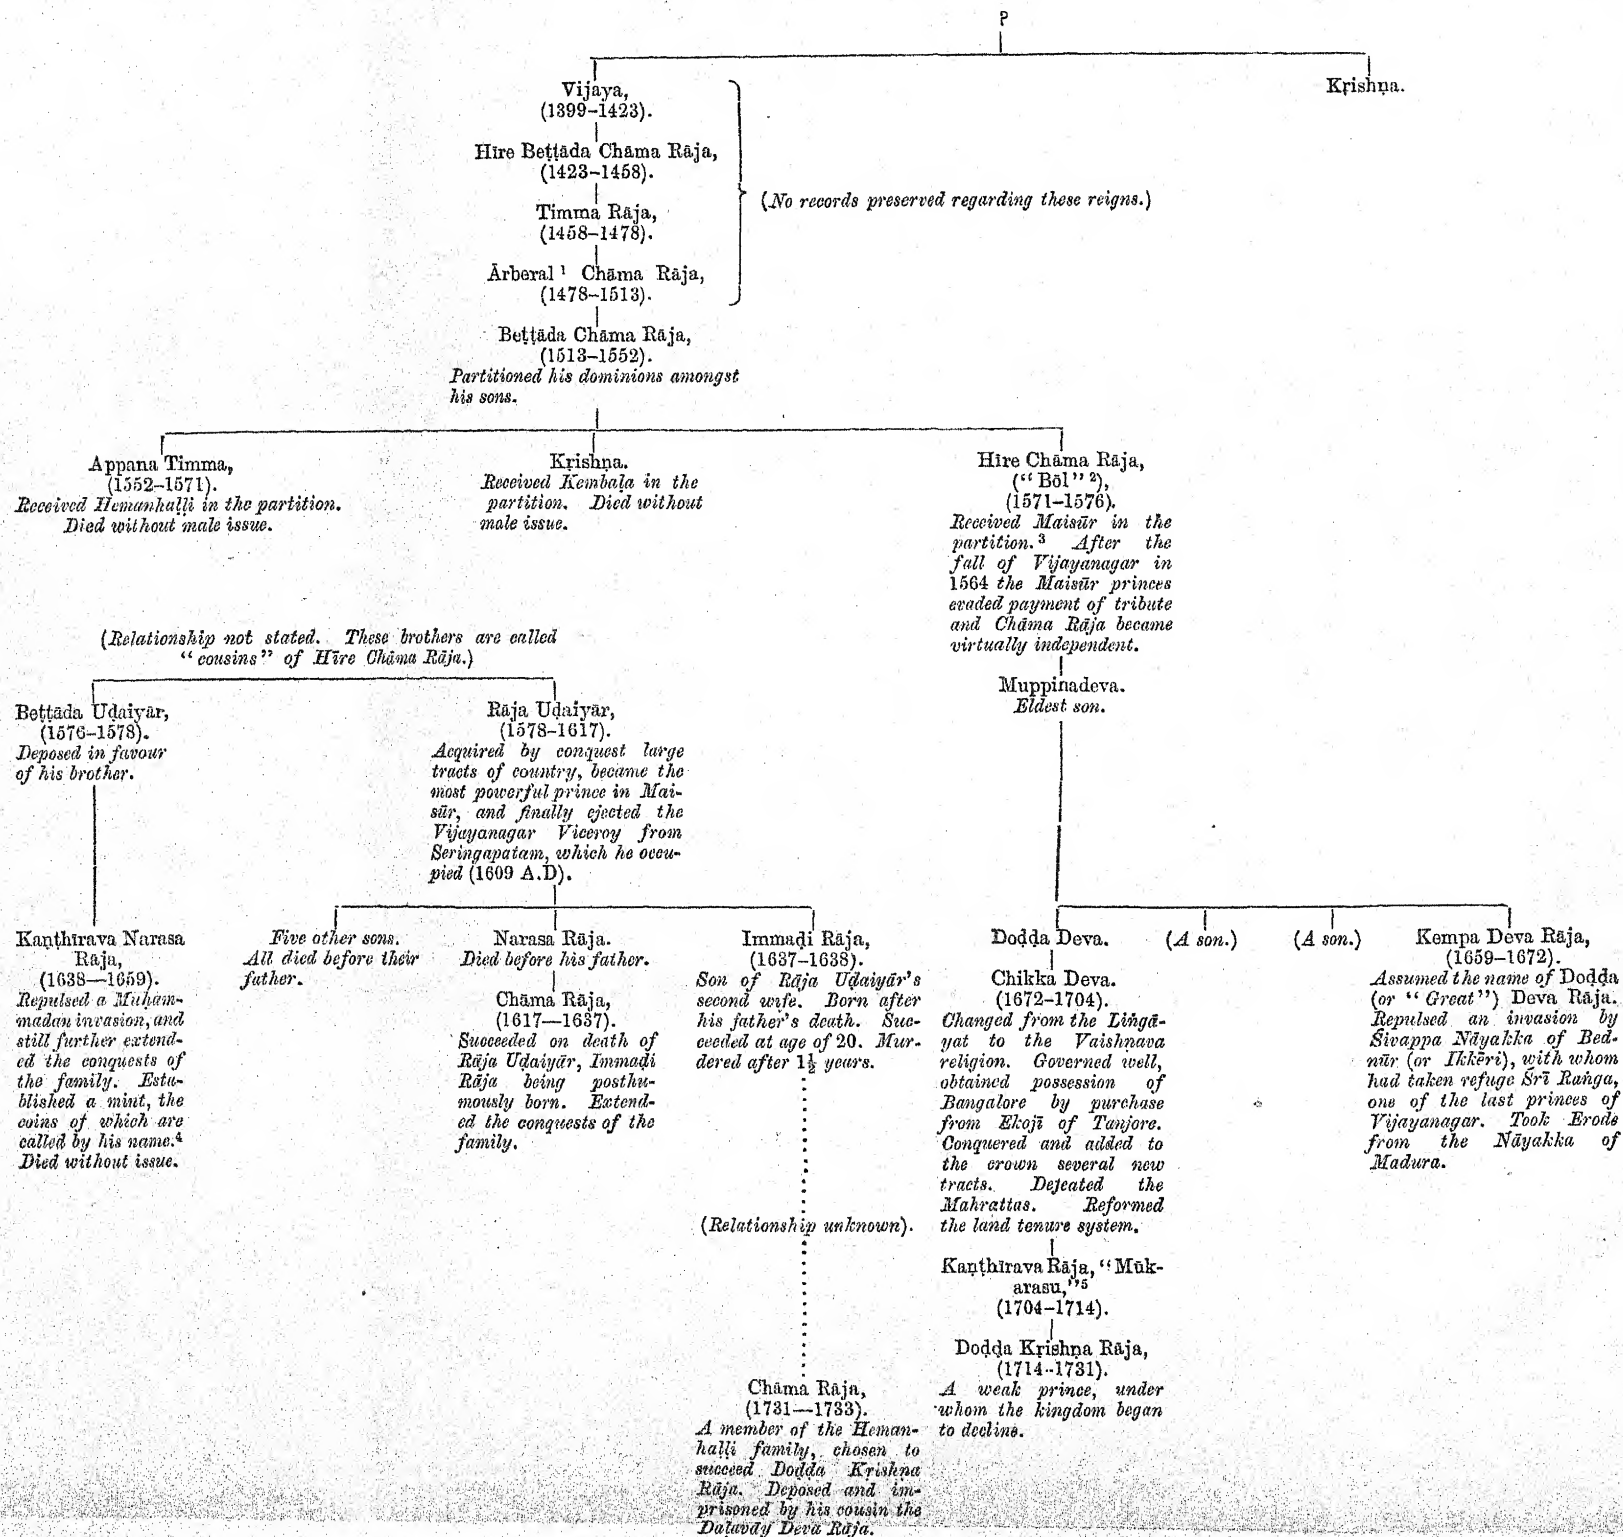 ?
Vijaya,
(1399–1423).
Krishṇa.
Hīre Beṭṭāda Chāma Rāja,
(1423–1458).
Timma Rāja,
(1458–1478).
(No records preserved regarding these reigns.)
Ārberal ¹ Chāma Rāja,
(1478–1513).
Beṭṭāda Chāma Rāja,
(1513–1552).
Partitioned his dominions amongst
his sons.
Appana Timma,
(1552–1571).
Received Hemanhaḷḷi in the partition.
Died without male issue.
Kṛishṇa.
Received Kembala in the
partition. Died without
male issue.
Hīre Chāma Rāja,
(“Bōl” ²),
(1571–1576).
Received Maisūr in the
partition.³ After the
fall of Vijayanagar in
1564 the Maisūr princes
evaded payment of tribute
and Chāma Rāja became
virtually independent.
Muppinadeva.
Eldest son.
(Relationship not stated. These brothers are called
“cousins” of Hīre Chāma Rāja.)
Beṭṭāda Uḍaiyār,
(1576–1578).
Deposed in favour
of his brother.
Rāja Uḍaiyār,
(1578–1617).
Acquired by conquest large
tracts of country, became the
most powerful prince in Mai-
sūr, and finally ejected the
Vijayanagar Viceroy from
Seringapatam, which he occu-
pied (1609 A.D).
Kaṇṭhīrava Narasa
Rāja,
(1638—1659).
Repulsed a Muham-
madan invasion, and
still further extend-
ed the conquests of
the family. Esta-
blished a mint, the
coins of which are
called by his name.⁴
Died without issue.
Five other sons.
All died before their
father.
Narasa Rāja.
Died before his father.
Chāma Rāja,
(1617—1637).
Succeeded on death of
Rāja Uḍaiyār, Immaḍi
Rāja being posthu-
mously born. Extend-
ed the conquests of the
family.
Immaḍi Rāja,
(1637–1638).
Son of Rāja Uḍaiyār's
second wife. Born after
his father's death. Suc-
ceeded at age of 20. Mur-
dered after 1½ years.
(Relationship unknown).
Chāma Rāja,
(1731—1733).
A member of the Heman-
haḷḷi family, chosen to
succeed Doḍḍa Kṛishṇa
Rāja. Deposed and im-
prisoned by his cousin the
Dalavāy Deva Rāja.
Doḍḍa Deva.
Chikka Deva.
(1672–1704).
Changed from the Liṅgā-
yat to the Vaishṇava
religion. Governed well,
obtained possession of
Bangalore by purchase
from Ekojī of Tanjore.
Conquered and added to
the crown several new
tracts. Defeated the
Mahrattas. Reformed
the land tenure system.
Kaṇṭhīrava Rāja, “Mūk-
arasu,”⁵
(1704–1714).
Doḍḍa Kṛishṇa Rāja,
(1714–1731).
A weak prince, under
whom the kingdom began
to decline.
(A son.)
(A son.)
Kempa Deva Rāja,
(1659–1672).
Assumed the name of Doḍḍa
(or “Great”) Deva Rāja.
Repulsed an invasion by
Śivappa Nāyakka of Bed-
nūr (or Ikkēri), with whom
had taken refuge Śrī Raṅga,
one of the last princes of
Vijayanagar. Took Erode
from the Nāyakka of
Madura.